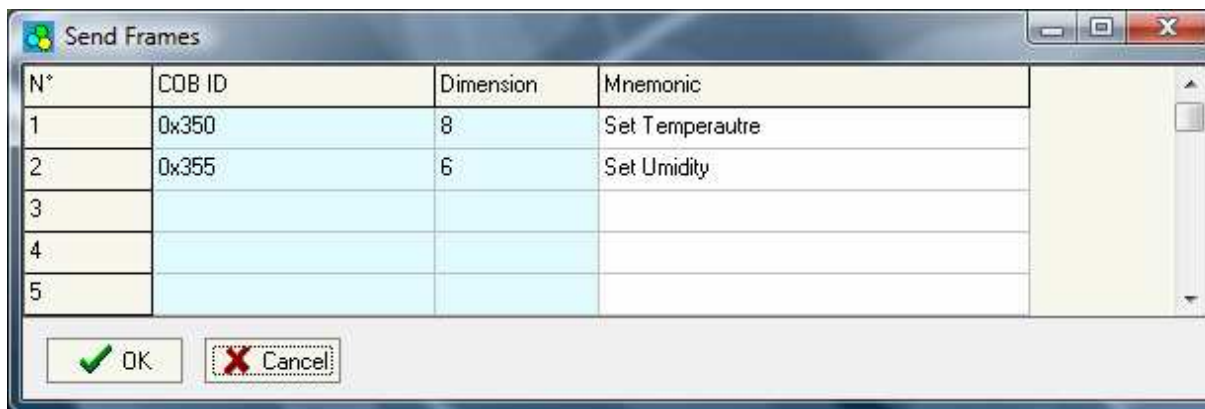 Send Frames
N° COB ID Dimension Mnemonic
1 0x350 8 Set Temperautre
2 0x355 6 Set Umidity
3
4
5
OK Cancel